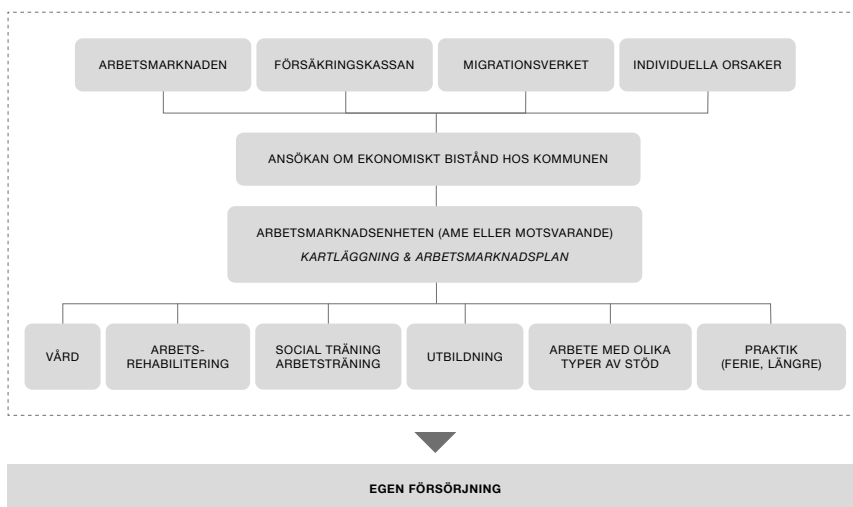 ARBETSMARKNADEN
FÖRSÄKRINGSKASSAN
MIGRATIONSVERKET
INDIVIDUELLA ORSAKER
ANSÖKAN OM EKONOMISKT BISTÅND HOS KOMMUNEN
ARBETSMARKNADSENHETEN (AME ELLER MOTSVARANDE)
KARTLÄGGNING & ARBETSMARKNADSPLAN
VÅRD
ARBETS-
REHABILITERING
SOCIAL TRÄNING
ARBETSTRÄNING
UTBILDNING
ARBETE MED OLIKA
TYPER AV STÖD
PRAKTIK
(FERIE, LÄNGRE)
EGEN FÖRSÖRJNING